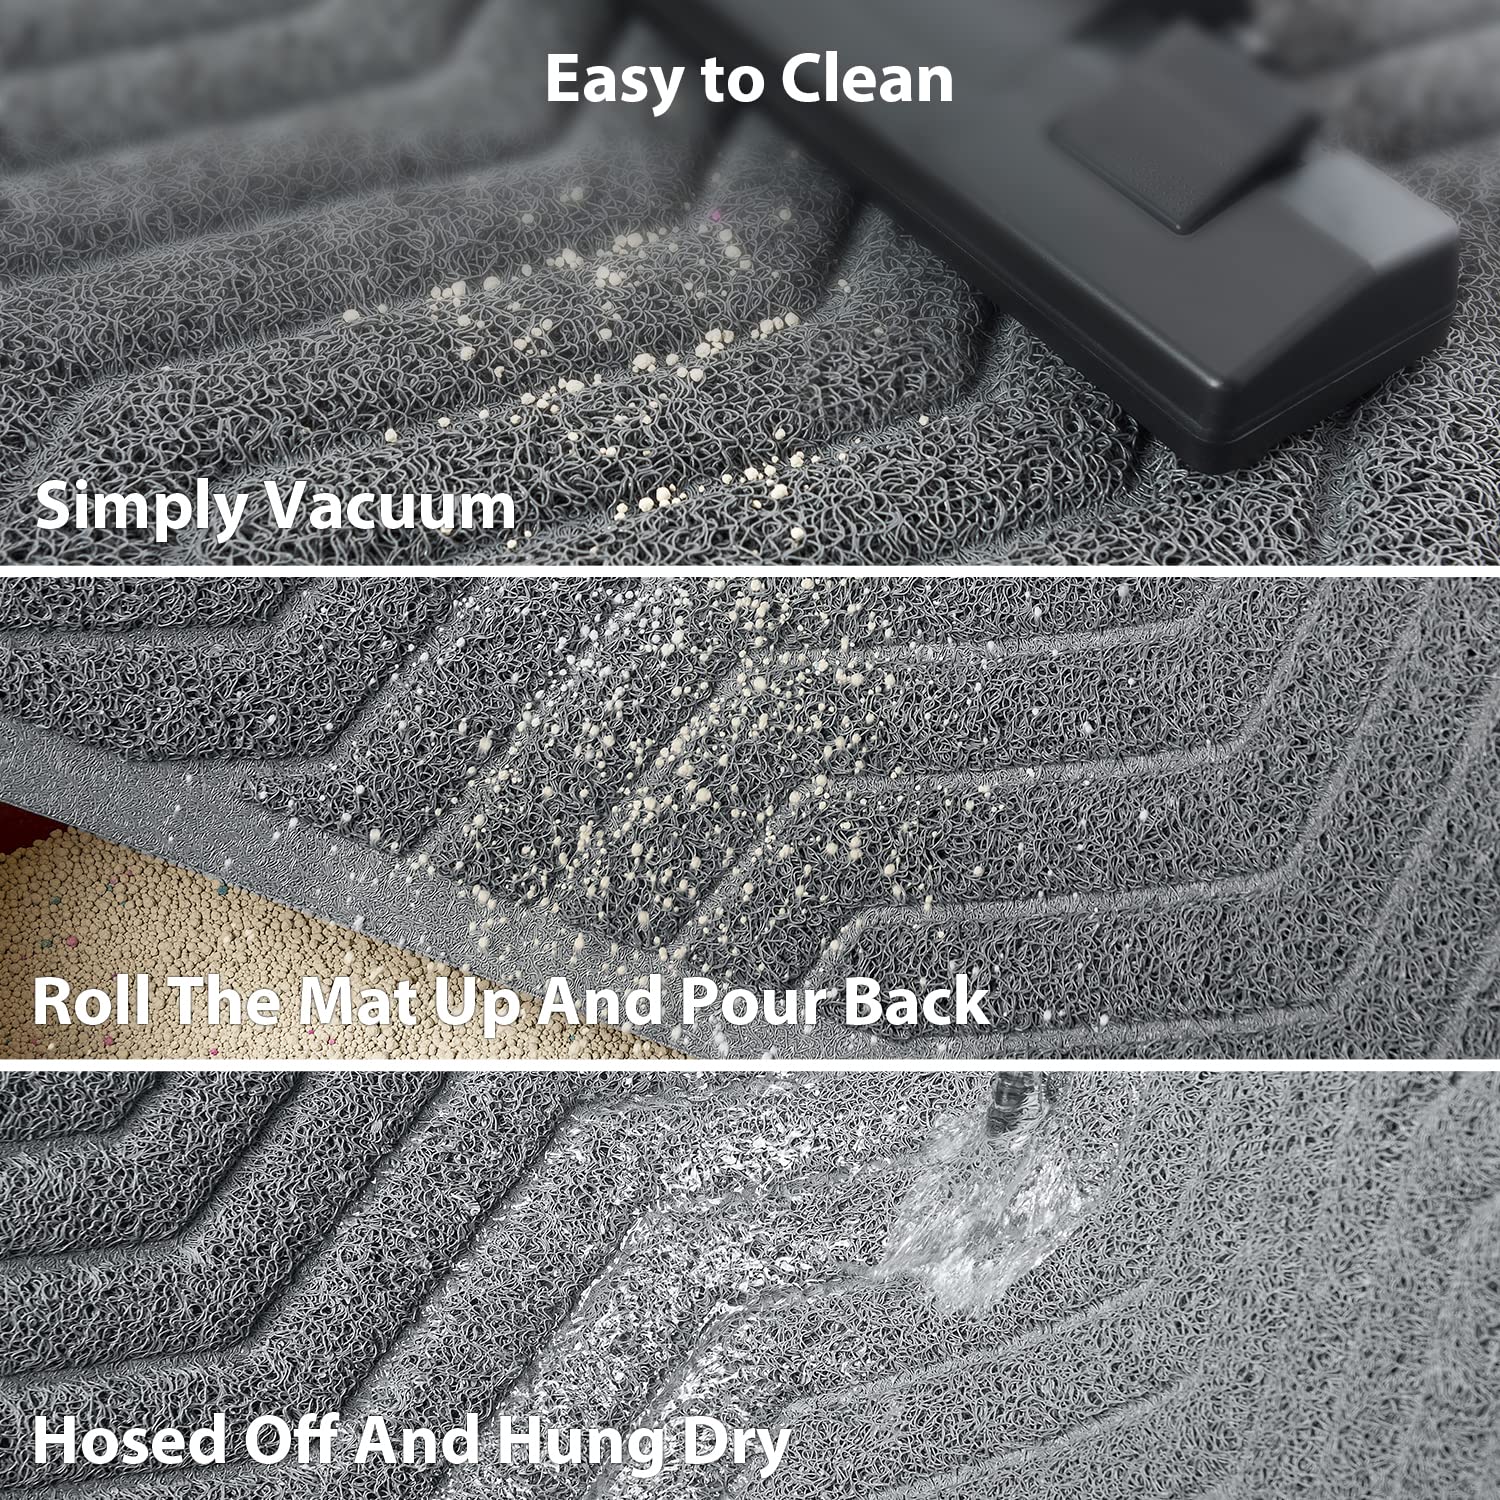 Easy to Clean
Simply Vacuum
Roll The Mat Up And Pour Back
Hosed Off And Hung Dry